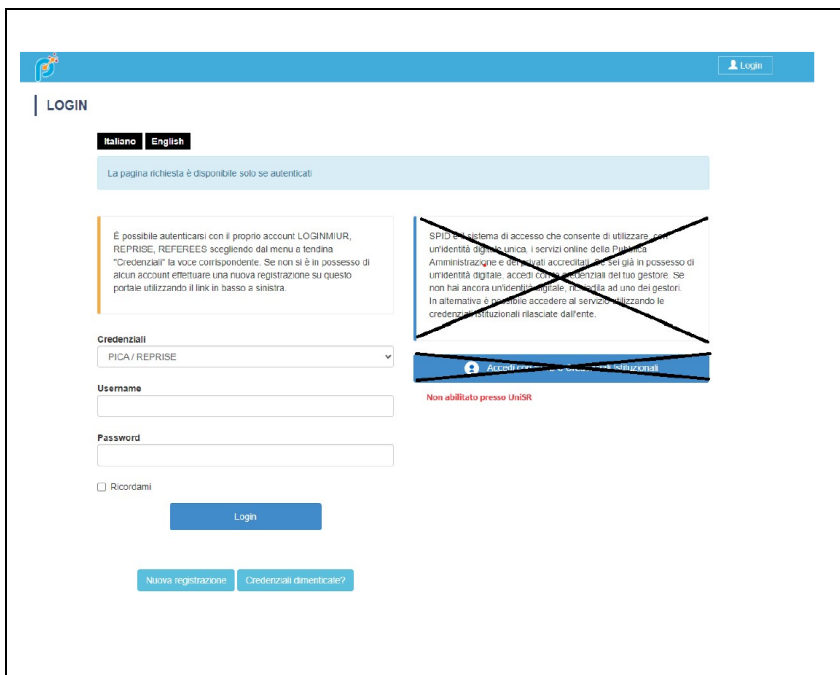 Login
LOGIN
Italiano English
La pagina richiesta è disponibile solo se autenticati
É possibile autenticarsi con il proprio account LOGINMIUR,
REPRISE, REFEREES scegliendo dal menu a tendina
"Credenziali" la voce corrispondente. Se non si è in possesso di
alcun account effettuare una nuova registrazione su questo
portale utilizzando il link in basso a sinistra.
Credenziali
PICA / REPRISE
Username
Password
Ricordami
Login
Nuova registrazione Credenziali dimenticate?
SPID è il sistema di accesso che consente di utilizzare, con
un'identità digitale unica, i servizi online della Pubblica
Amministrazione e dei privati accreditati. Se sei già in possesso di
un'identità digitale, accedi con le credenziali del tuo gestore. Se
non hai ancora un'identità digitale, richiedila ad uno dei gestori.
In alternativa è possibile accedere al servizio utilizzando le
credenziali istituzionali rilasciate dall'ente.
Accedi con Credenziali Istituzionali
Non abilitato presso UniSR